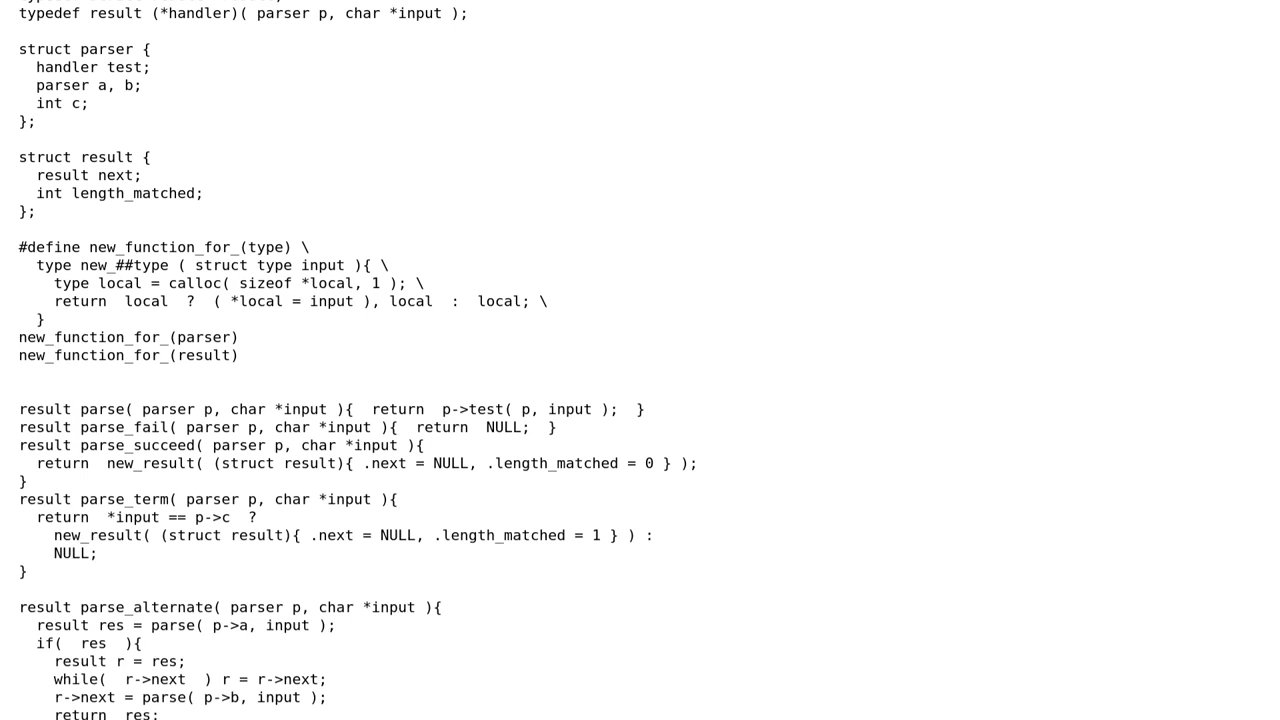 typedef result (*handler)( parser p, char *input );

struct parser {
  handler test;
  parser a, b;
  int c;
};

struct result {
  result next;
  int length_matched;
};

#define new_function_for_(type) \
  type new_##type ( struct type input ){ \
    type local = calloc( sizeof *local, 1 ); \
    return  local  ?  ( *local = input ), local  :  local; \
  }
new_function_for_(parser)
new_function_for_(result)


result parse( parser p, char *input ){  return  p->test( p, input );  }
result parse_fail( parser p, char *input ){  return  NULL;  }
result parse_succeed( parser p, char *input ){
  return  new_result( (struct result){ .next = NULL, .length_matched = 0 } );
}
result parse_term( parser p, char *input ){
  return  *input == p->c  ?
    new_result( (struct result){ .next = NULL, .length_matched = 1 } ) :
    NULL;
}

result parse_alternate( parser p, char *input ){
  result res = parse( p->a, input );
  if(  res  ){
    result r = res;
    while(  r->next  ) r = r->next;
    r->next = parse( p->b, input );
    return  res;